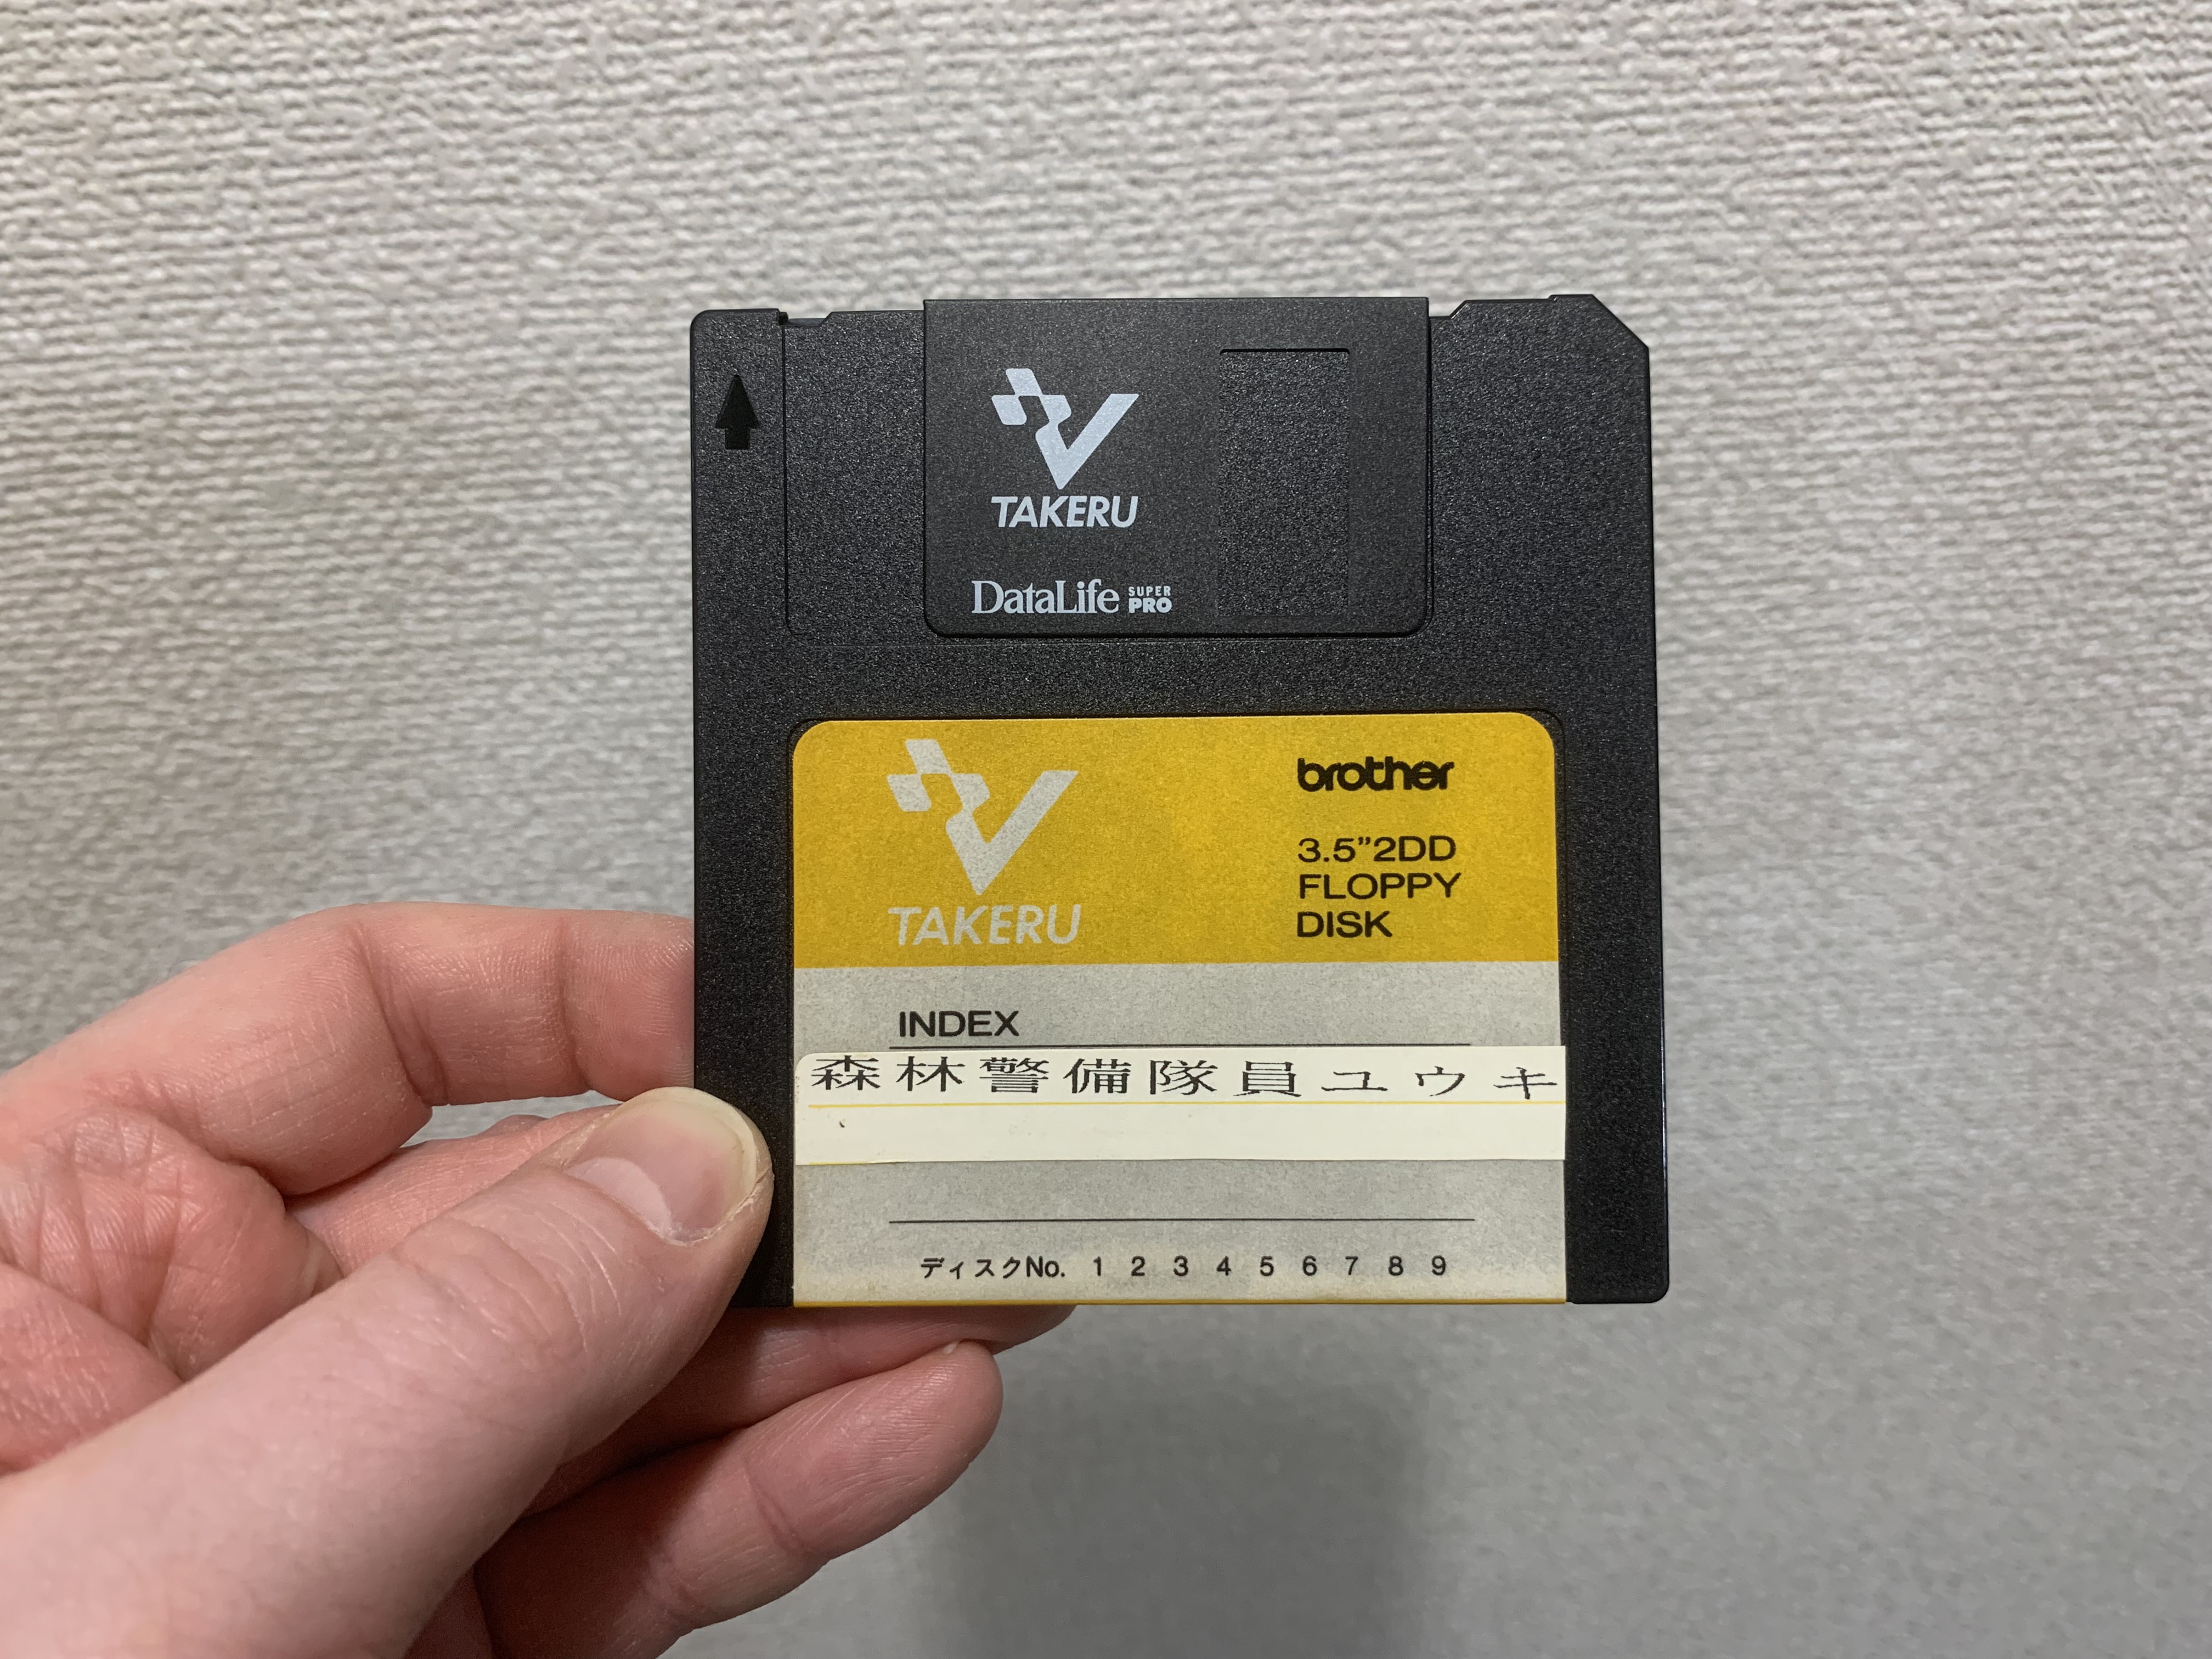 TAKERU
DataLife SUPER PRO
TAKERU
brother
3.5"2DD
FLOPPY
DISK
INDEX
森林警備隊員ユウキ
ディスクNo. 1 2 3 4 5 6 7 8 9